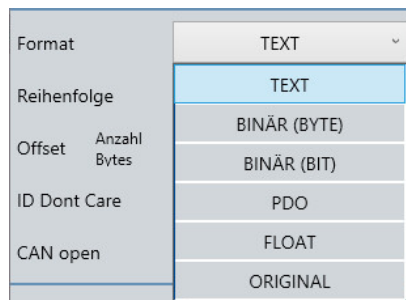 Format
TEXT
TEXT
Reihenfolge
BINÄR (BYTE)
Offset
Anzahl
Bytes
BINÄR (BIT)
ID Dont Care
PDO
FLOAT
CAN open
ORIGINAL